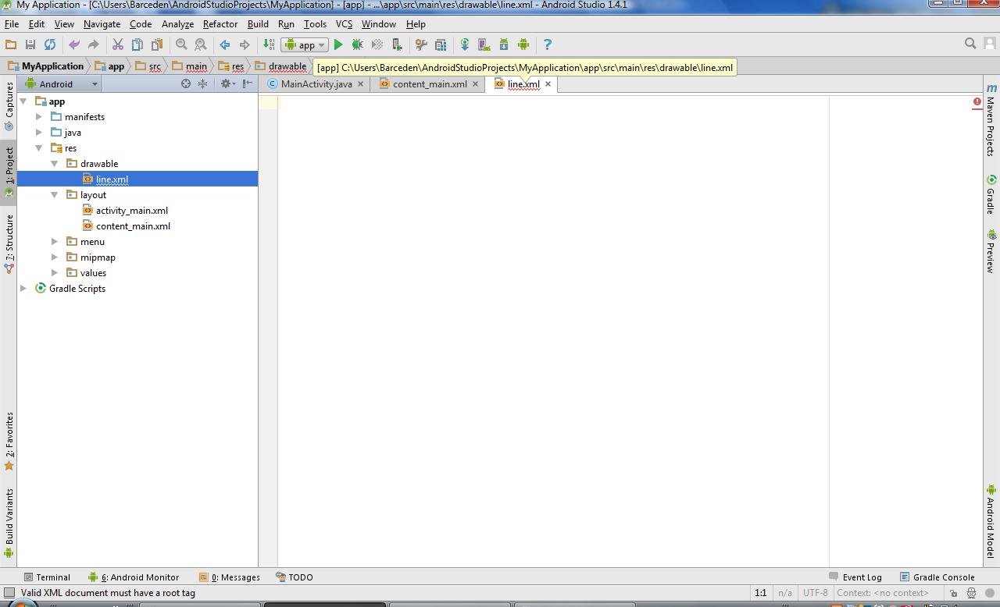 My Application - [C:\Users\Barceden\AndroidStudioProjects\MyApplication] - [app] - ...\app\src\main\res\drawable\line.xml - Android Studio 1.4.1
File Edit View Navigate Code Analyze Refactor Build Run Tools VCS Window Help
app
MyApplication app src main res drawable
[app] C:\Users\Barceden\AndroidStudioProjects\MyApplication\app\src\main\res\drawable\line.xml
Android
MainActivity.java content_main.xml line.xml
Captures
1: Project
7: Structure
2: Favorites
Build Variants
app
manifests
java
res
drawable
line.xml
layout
activity_main.xml
content_main.xml
menu
mipmap
values
Gradle Scripts
Maven Projects
Gradle
Preview
Android Model
Terminal 6: Android Monitor 0: Messages TODO Event Log Gradle Console
Valid XML document must have a root tag 1:1 n/a UTF-8 Context: <no context>